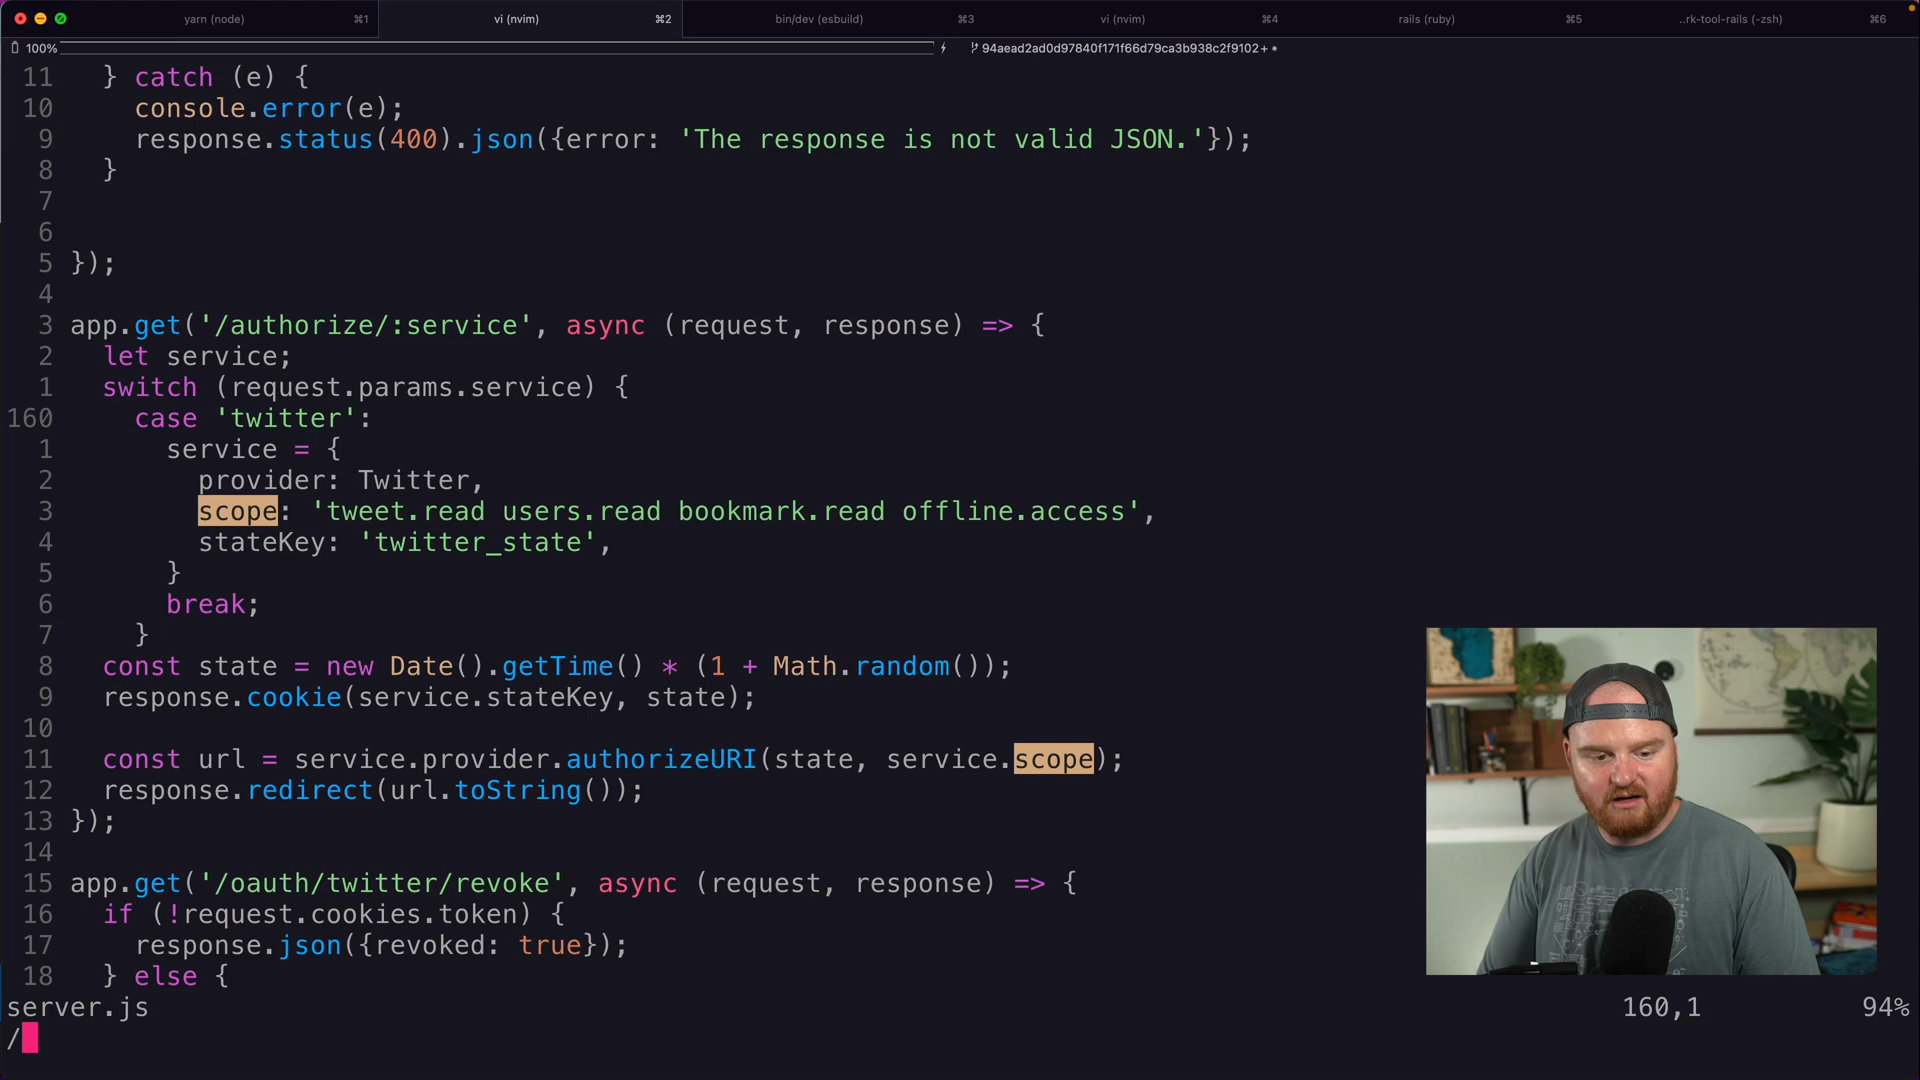 yarn (node) ⌘1 vi (nvim) ⌘2 bin/dev (esbuild) ⌘3 vi (nvim) ⌘4 rails (ruby) ⌘5 ..rk-tool-rails (-zsh) ⌘6
100% 94aead2ad0d97840f171f66d79ca3b938c2f9102+ •
11 } catch (e) {
10 console.error(e);
9 response.status(400).json({error: 'The response is not valid JSON.'});
8 }
7
6
5 });
4
3 app.get('/authorize/:service', async (request, response) => {
2 let service;
1 switch (request.params.service) {
160 case 'twitter':
1 service = {
2 provider: Twitter,
3 scope: 'tweet.read users.read bookmark.read offline.access',
4 stateKey: 'twitter_state',
5 }
6 break;
7 }
8 const state = new Date().getTime() * (1 + Math.random());
9 response.cookie(service.stateKey, state);
10
11 const url = service.provider.authorizeURI(state, service.scope);
12 response.redirect(url.toString());
13 });
14
15 app.get('/oauth/twitter/revoke', async (request, response) => {
16 if (!request.cookies.token) {
17 response.json({revoked: true});
18 } else {
server.js 160,1 94%
/